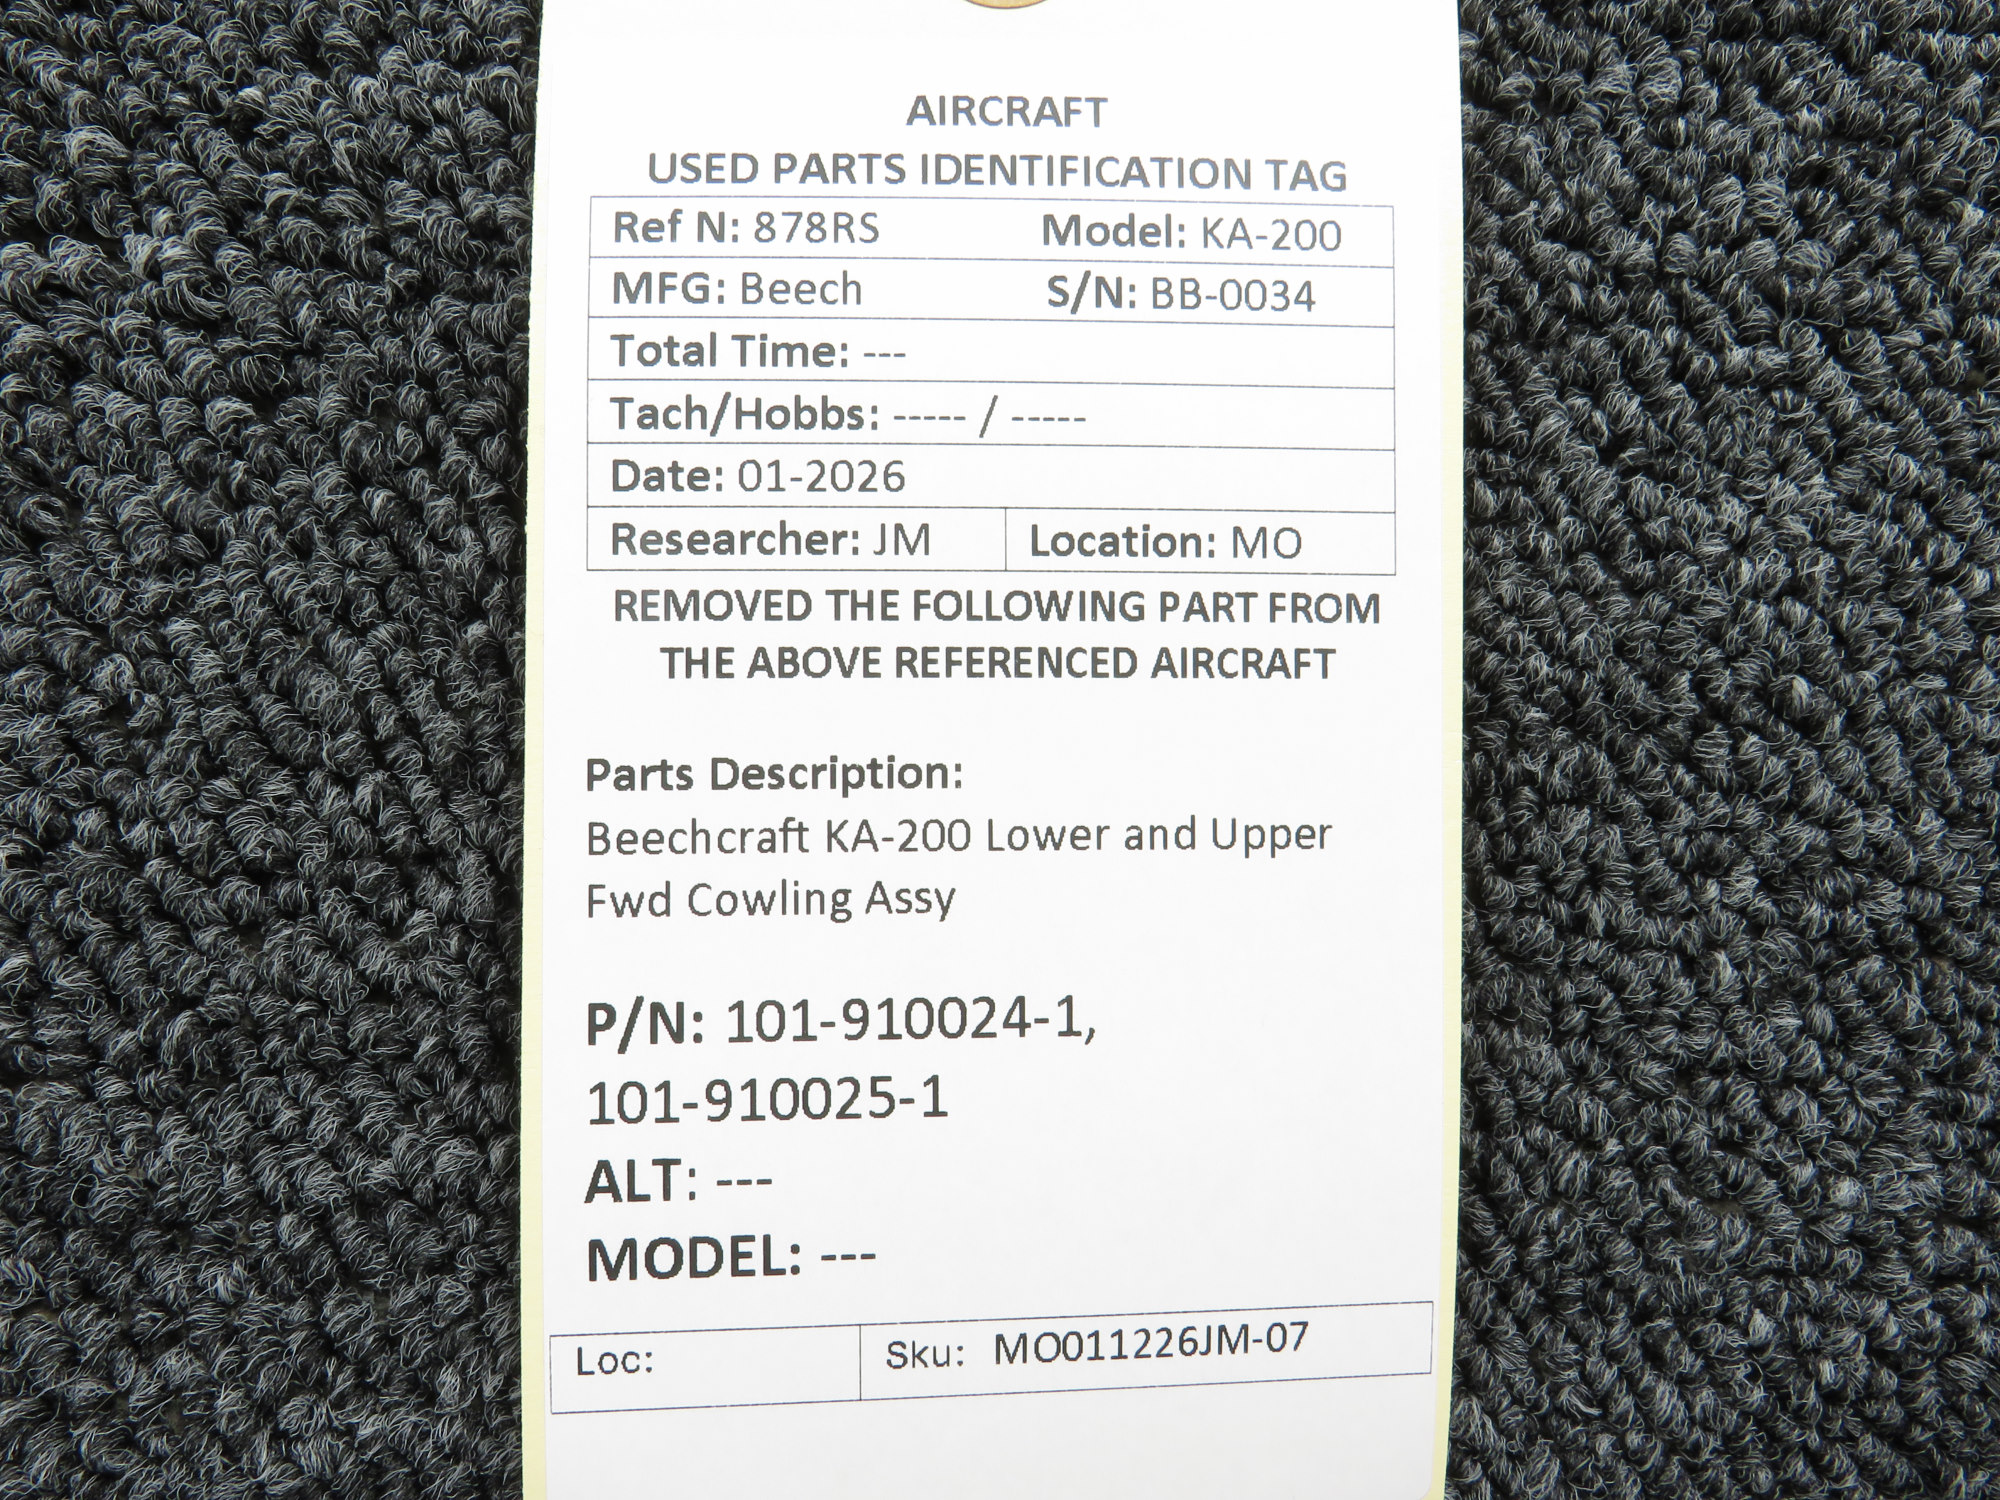 AIRCRAFT
USED PARTS IDENTIFICATION TAG
Ref N: 878RS Model: KA-200
MFG: Beech S/N: BB-0034
Total Time: ---
Tach/Hobbs: ----- / -----
Date: 01-2026
Researcher: JM Location: MO
REMOVED THE FOLLOWING PART FROM
THE ABOVE REFERENCED AIRCRAFT
Parts Description:
Beechcraft KA-200 Lower and Upper
Fwd Cowling Assy
P/N: 101-910024-1,
101-910025-1
ALT: ---
MODEL: ---
Loc: Sku: MO011226JM-07